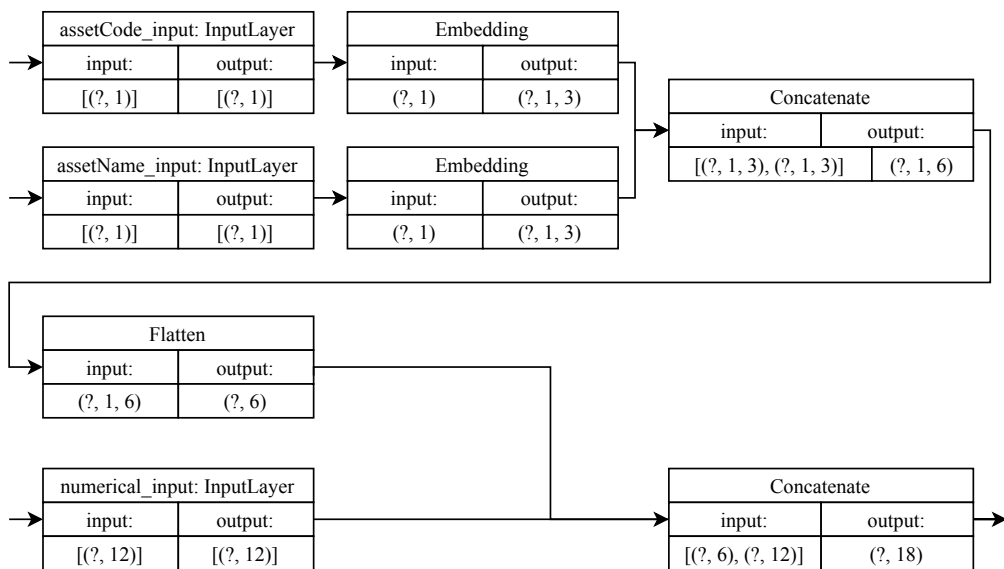 assetCode_input: InputLayer
input: output:
[(?, 1)] [(?, 1)]
Embedding
input: output:
(?, 1) (?, 1, 3)
assetName_input: InputLayer
input: output:
[(?, 1)] [(?, 1)]
Embedding
input: output:
(?, 1) (?, 1, 3)
Concatenate
input: output:
[(?, 1, 3), (?, 1, 3)] (?, 1, 6)
Flatten
input: output:
(?, 1, 6) (?, 6)
numerical_input: InputLayer
input: output:
[(?, 12)] [(?, 12)]
Concatenate
input: output:
[(?, 6), (?, 12)] (?, 18)